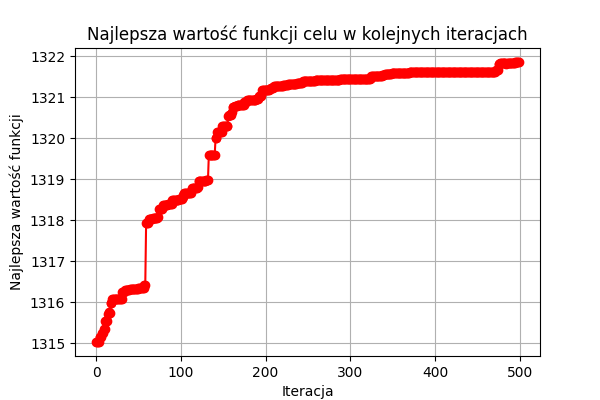 Najlepsza wartość funkcji celu w kolejnych iteracjach
1322
1321
1320
1319
1318
1317
1316
1315
Najlepsza wartość funkcji
0 100 200 300 400 500
Iteracja